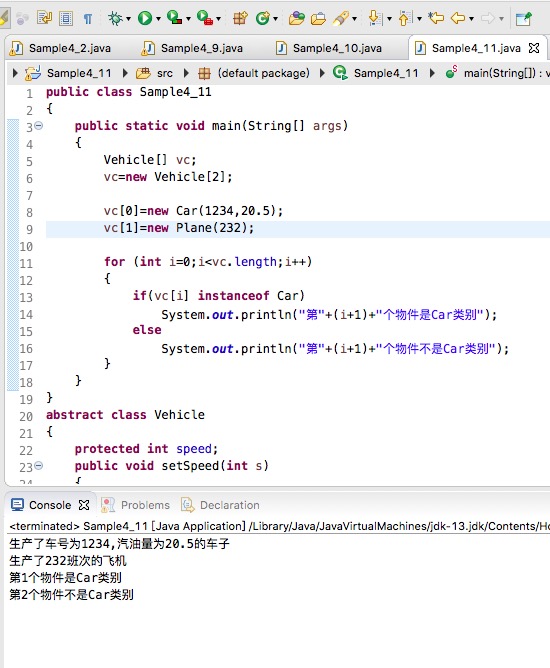 Sample4_2.java Sample4_9.java Sample4_10.java Sample4_11.java
Sample4_11 src (default package) Sample4_11 main(String[]) : v
1 public class Sample4_11
2 {
3 public static void main(String[] args)
4 {
5 Vehicle[] vc;
6 vc=new Vehicle[2];
7
8 vc[0]=new Car(1234,20.5);
9 vc[1]=new Plane(232);
10
11 for (int i=0;i<vc.length;i++)
12 {
13 if(vc[i] instanceof Car)
14 System.out.println("第"+(i+1)+"个物件是Car类别");
15 else
16 System.out.println("第"+(i+1)+"个物件不是Car类别");
17 }
18 }
19 }
20 abstract class Vehicle
21 {
22 protected int speed;
23 public void setSpeed(int s)
24 {
Console Problems Declaration
<terminated> Sample4_11 [Java Application] /Library/Java/JavaVirtualMachines/jdk-13.jdk/Contents/Ho
生产了车号为1234,汽油量为20.5的车子
生产了232班次的飞机
第1个物件是Car类别
第2个物件不是Car类别